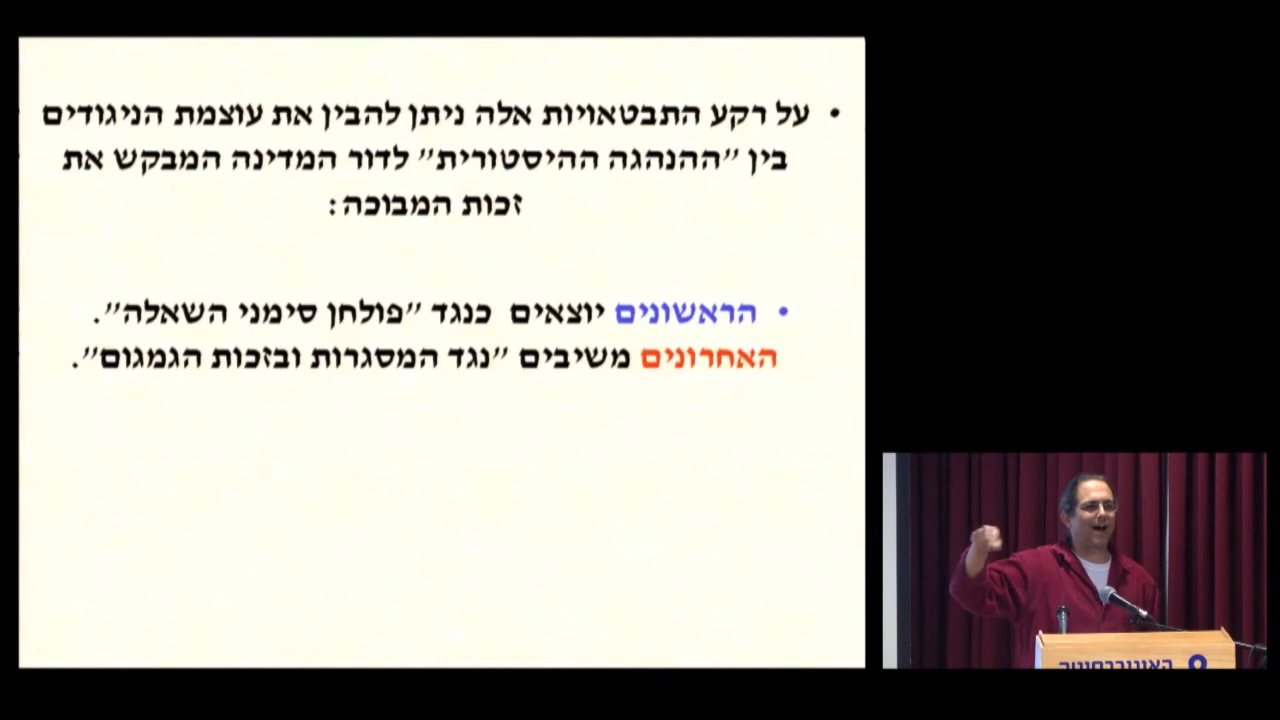 • על רקע התבטאויות אלה ניתן להבין את עוצמת הניגודים
בין "ההנהגה ההיסטורית" לדור המדינה המבקש את
זכות המבוכה:
• הראשונים יוצאים כנגד "פולחן סימני השאלה".
האחרונים משיבים "נגד המסגרות ובזכות הגמגום".
האוניברסיטה